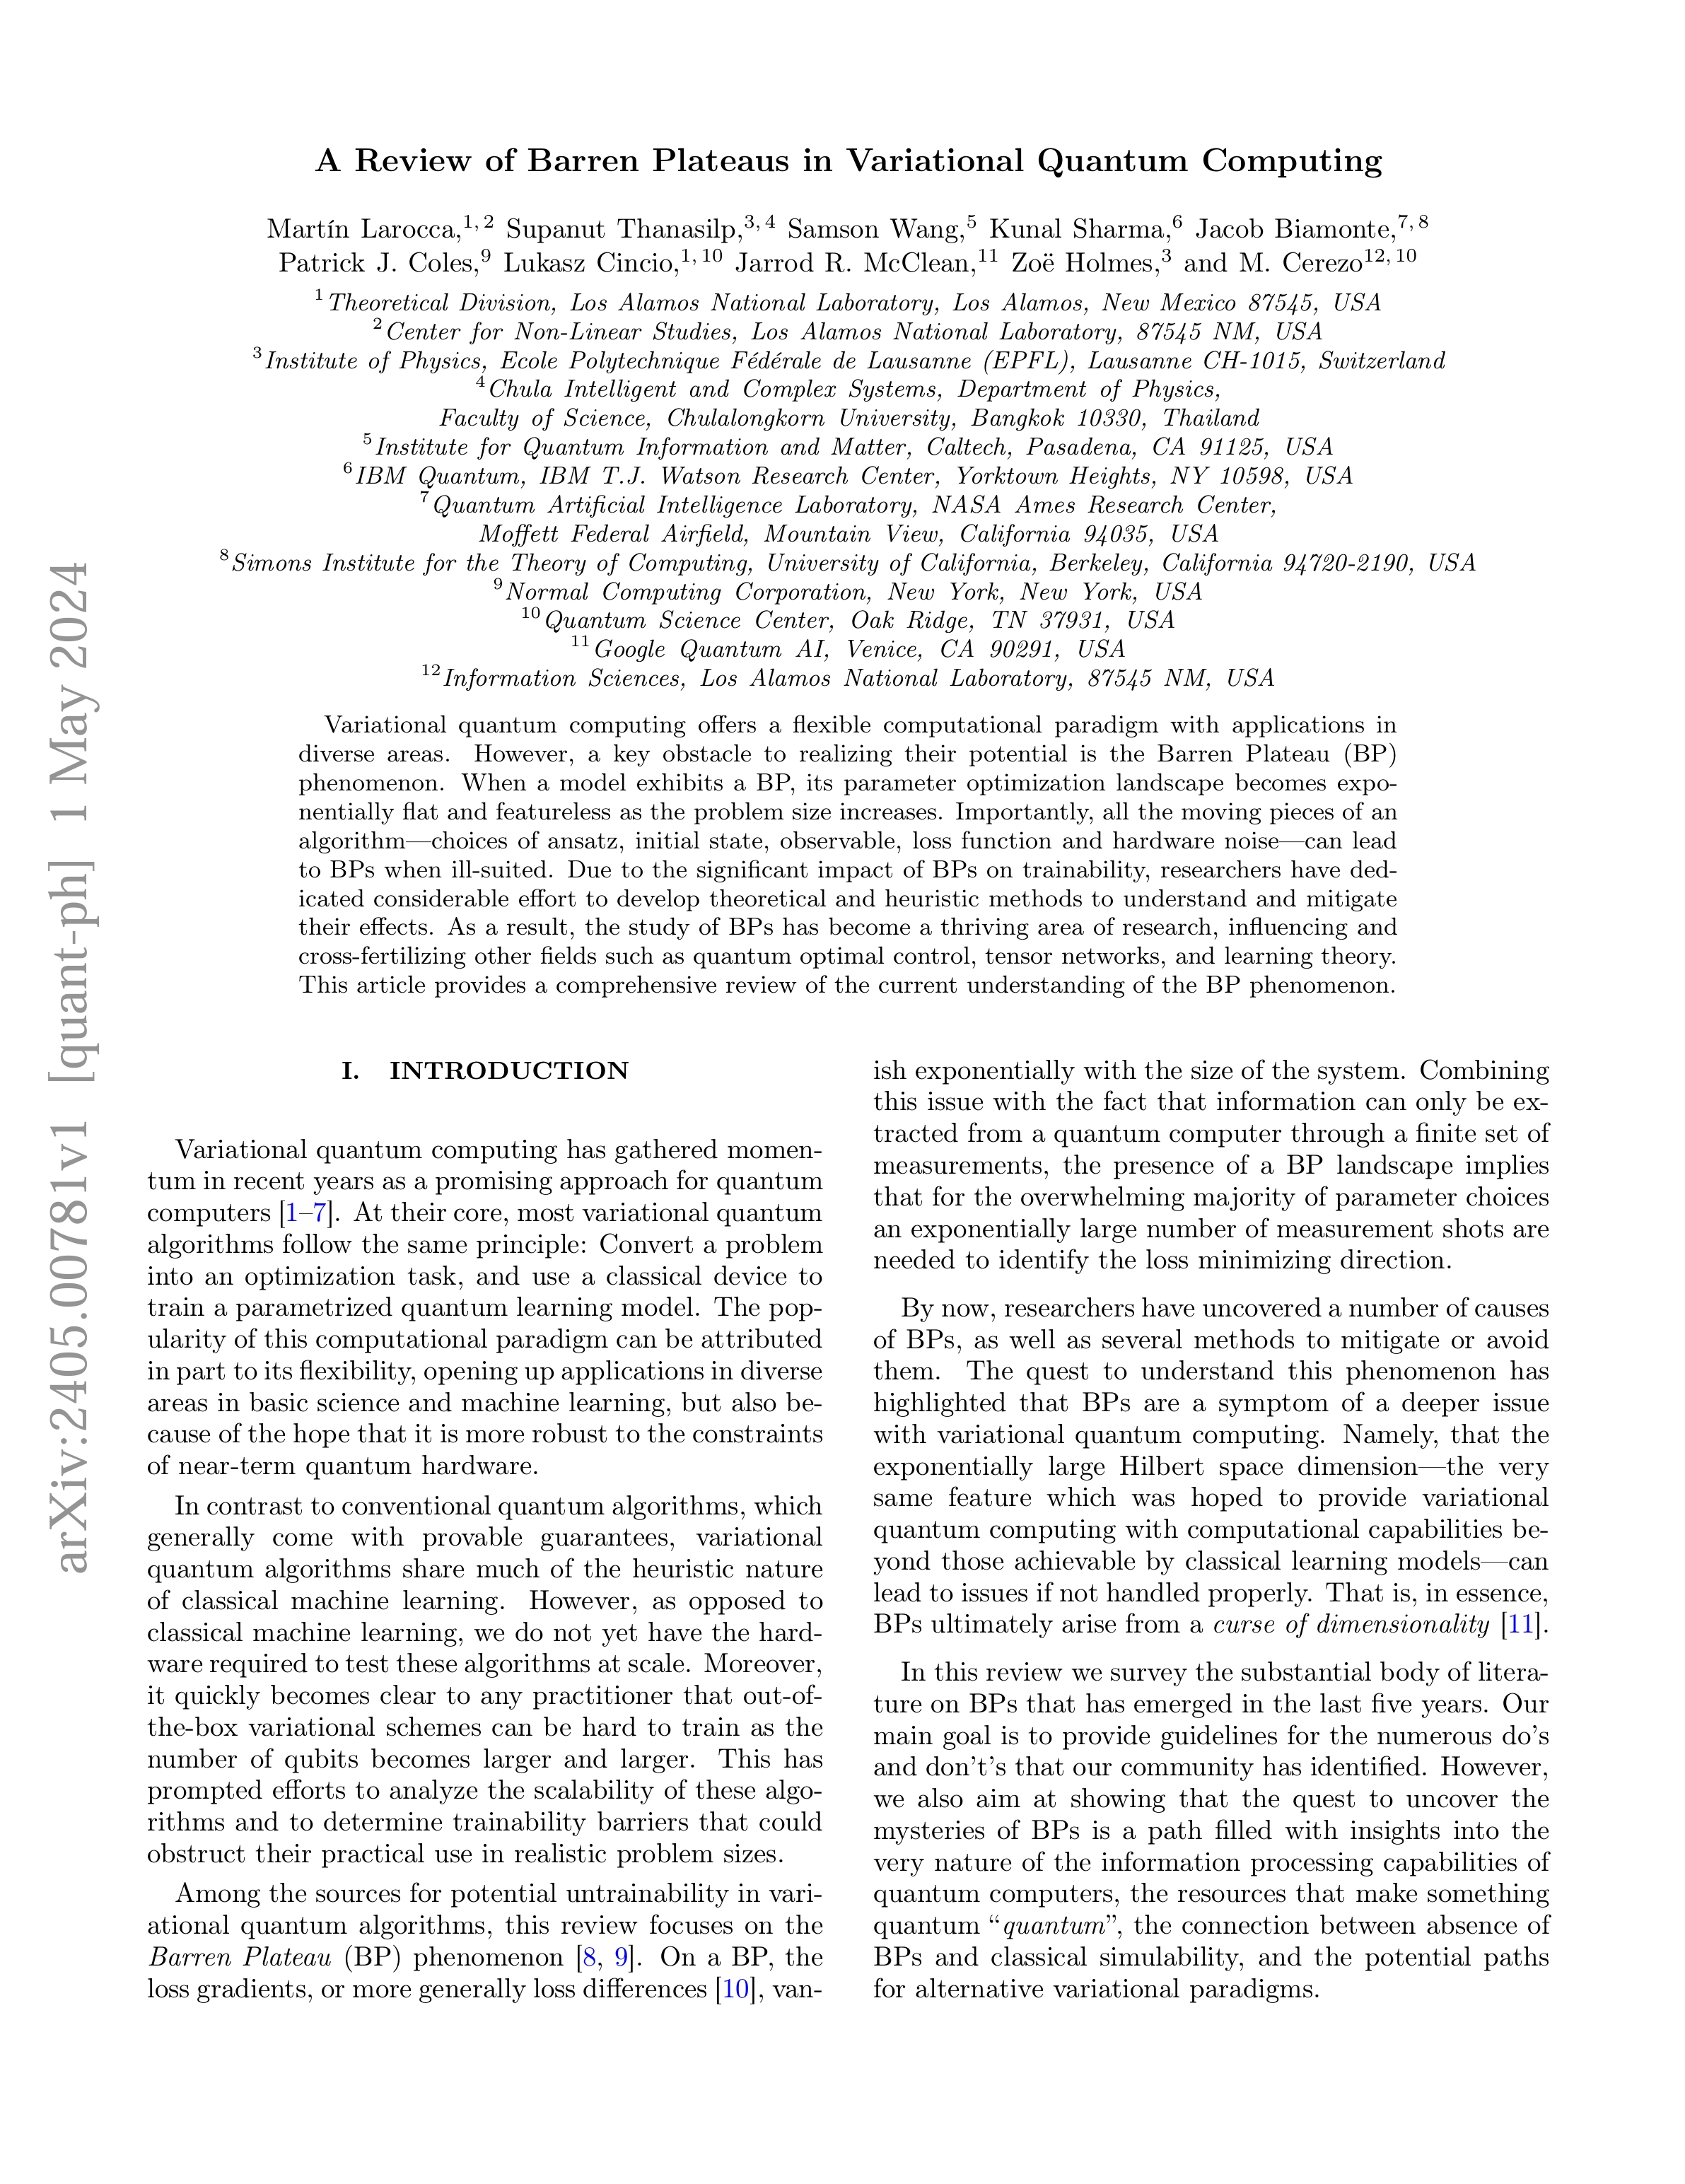 arXiv:2405.00781v1 [quant-ph] 1 May 2024
A Review of Barren Plateaus in Variational Quantum Computing
Martín Larocca,1, 2 Supanut Thanasilp,3, 4 Samson Wang,5 Kunal Sharma,6 Jacob Biamonte,7, 8
Patrick J. Coles,9 Lukasz Cincio,1, 10 Jarrod R. McClean,11 Zoë Holmes,3 and M. Cerezo12, 10
1Theoretical Division, Los Alamos National Laboratory, Los Alamos, New Mexico 87545, USA
2Center for Non-Linear Studies, Los Alamos National Laboratory, 87545 NM, USA
3Institute of Physics, Ecole Polytechnique Fédérale de Lausanne (EPFL), Lausanne CH-1015, Switzerland
4Chula Intelligent and Complex Systems, Department of Physics,
Faculty of Science, Chulalongkorn University, Bangkok 10330, Thailand
5Institute for Quantum Information and Matter, Caltech, Pasadena, CA 91125, USA
6IBM Quantum, IBM T.J. Watson Research Center, Yorktown Heights, NY 10598, USA
7Quantum Artificial Intelligence Laboratory, NASA Ames Research Center,
Moffett Federal Airfield, Mountain View, California 94035, USA
8Simons Institute for the Theory of Computing, University of California, Berkeley, California 94720-2190, USA
9Normal Computing Corporation, New York, New York, USA
10Quantum Science Center, Oak Ridge, TN 37931, USA
11Google Quantum AI, Venice, CA 90291, USA
12Information Sciences, Los Alamos National Laboratory, 87545 NM, USA
Variational quantum computing offers a flexible computational paradigm with applications in
diverse areas. However, a key obstacle to realizing their potential is the Barren Plateau (BP)
phenomenon. When a model exhibits a BP, its parameter optimization landscape becomes expo-
nentially flat and featureless as the problem size increases. Importantly, all the moving pieces of an
algorithm—choices of ansatz, initial state, observable, loss function and hardware noise—can lead
to BPs when ill-suited. Due to the significant impact of BPs on trainability, researchers have ded-
icated considerable effort to develop theoretical and heuristic methods to understand and mitigate
their effects. As a result, the study of BPs has become a thriving area of research, influencing and
cross-fertilizing other fields such as quantum optimal control, tensor networks, and learning theory.
This article provides a comprehensive review of the current understanding of the BP phenomenon.
I. INTRODUCTION
Variational quantum computing has gathered momen-
tum in recent years as a promising approach for quantum
computers [1–7]. At their core, most variational quantum
algorithms follow the same principle: Convert a problem
into an optimization task, and use a classical device to
train a parametrized quantum learning model. The pop-
ularity of this computational paradigm can be attributed
in part to its flexibility, opening up applications in diverse
areas in basic science and machine learning, but also be-
cause of the hope that it is more robust to the constraints
of near-term quantum hardware.
In contrast to conventional quantum algorithms, which
generally come with provable guarantees, variational
quantum algorithms share much of the heuristic nature
of classical machine learning. However, as opposed to
classical machine learning, we do not yet have the hard-
ware required to test these algorithms at scale. Moreover,
it quickly becomes clear to any practitioner that out-of-
the-box variational schemes can be hard to train as the
number of qubits becomes larger and larger. This has
prompted efforts to analyze the scalability of these algo-
rithms and to determine trainability barriers that could
obstruct their practical use in realistic problem sizes.
Among the sources for potential untrainability in vari-
ational quantum algorithms, this review focuses on the
Barren Plateau (BP) phenomenon [8, 9]. On a BP, the
loss gradients, or more generally loss differences [10], van-
ish exponentially with the size of the system. Combining
this issue with the fact that information can only be ex-
tracted from a quantum computer through a finite set of
measurements, the presence of a BP landscape implies
that for the overwhelming majority of parameter choices
an exponentially large number of measurement shots are
needed to identify the loss minimizing direction.
By now, researchers have uncovered a number of causes
of BPs, as well as several methods to mitigate or avoid
them. The quest to understand this phenomenon has
highlighted that BPs are a symptom of a deeper issue
with variational quantum computing. Namely, that the
exponentially large Hilbert space dimension—the very
same feature which was hoped to provide variational
quantum computing with computational capabilities be-
yond those achievable by classical learning models—can
lead to issues if not handled properly. That is, in essence,
BPs ultimately arise from a curse of dimensionality [11].
In this review we survey the substantial body of litera-
ture on BPs that has emerged in the last five years. Our
main goal is to provide guidelines for the numerous do's
and don't's that our community has identified. However,
we also aim at showing that the quest to uncover the
mysteries of BPs is a path filled with insights into the
very nature of the information processing capabilities of
quantum computers, the resources that make something
quantum “quantum”, the connection between absence of
BPs and classical simulability, and the potential paths
for alternative variational paradigms.